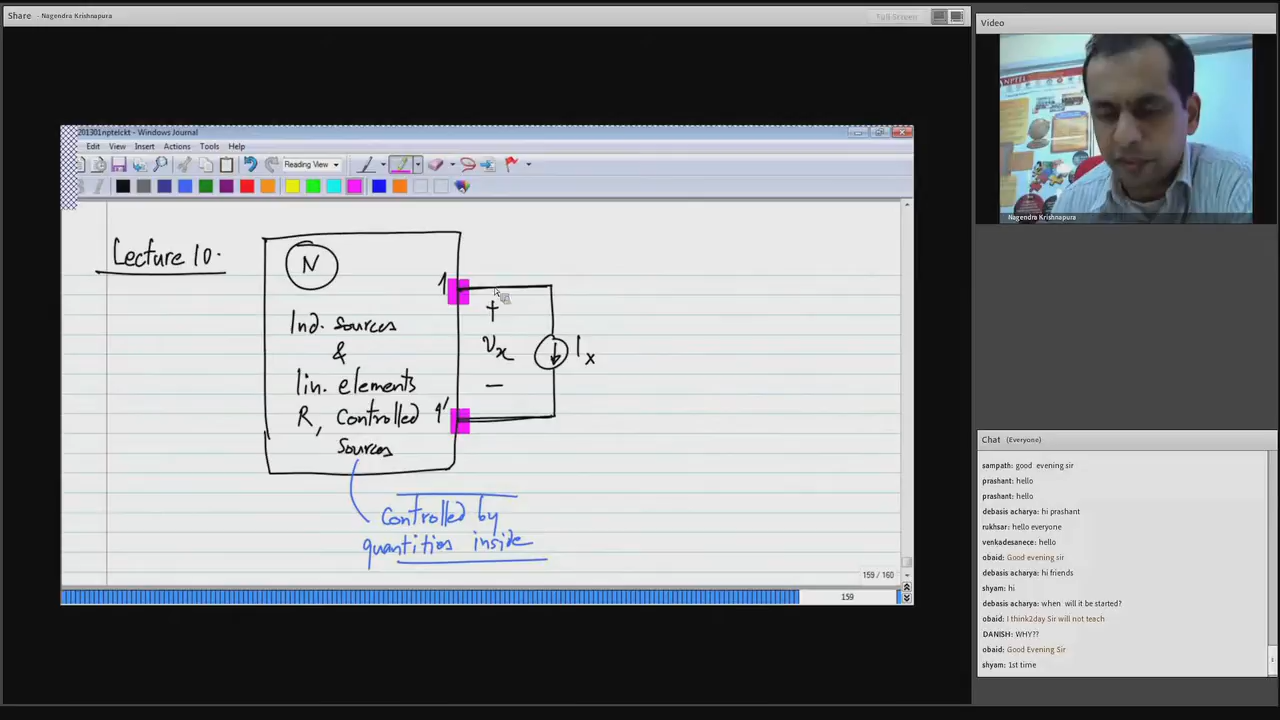 Share - Nagendra Krishnapura
Full Screen
Video
201301nptelckt - Windows Journal
Edit View Insert Actions Tools Help
Reading View
Lecture 10.
N
1
Ind. sources
&
lin. elements
R, Controlled
Sources
1'
+
Vx
−
Ix
Controlled by
quantities inside
159 / 160
159
NPTEL
Nagendra Krishnapura
Chat (Everyone)
sampath: good evening sir
prashant: hello
prashant: hello
debasis acharya: hi prashant
rukhsar: hello everyone
venkadesanece: hello
obaid: Good evening sir
debasis acharya: hi friends
shyam: hi
debasis acharya: when will it be started?
obaid: I think2day Sir will not teach
DANISH: WHY??
obaid: Good Evening Sir
shyam: 1st time